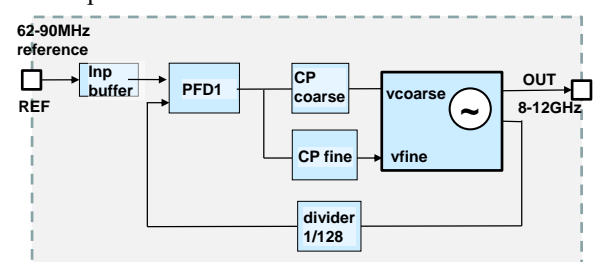 62-90MHz
reference
REF
Inp
buffer
PFD1
CP
coarse
CP fine
vcoarse
~
vfine
OUT
8-12GHz
divider
1/128